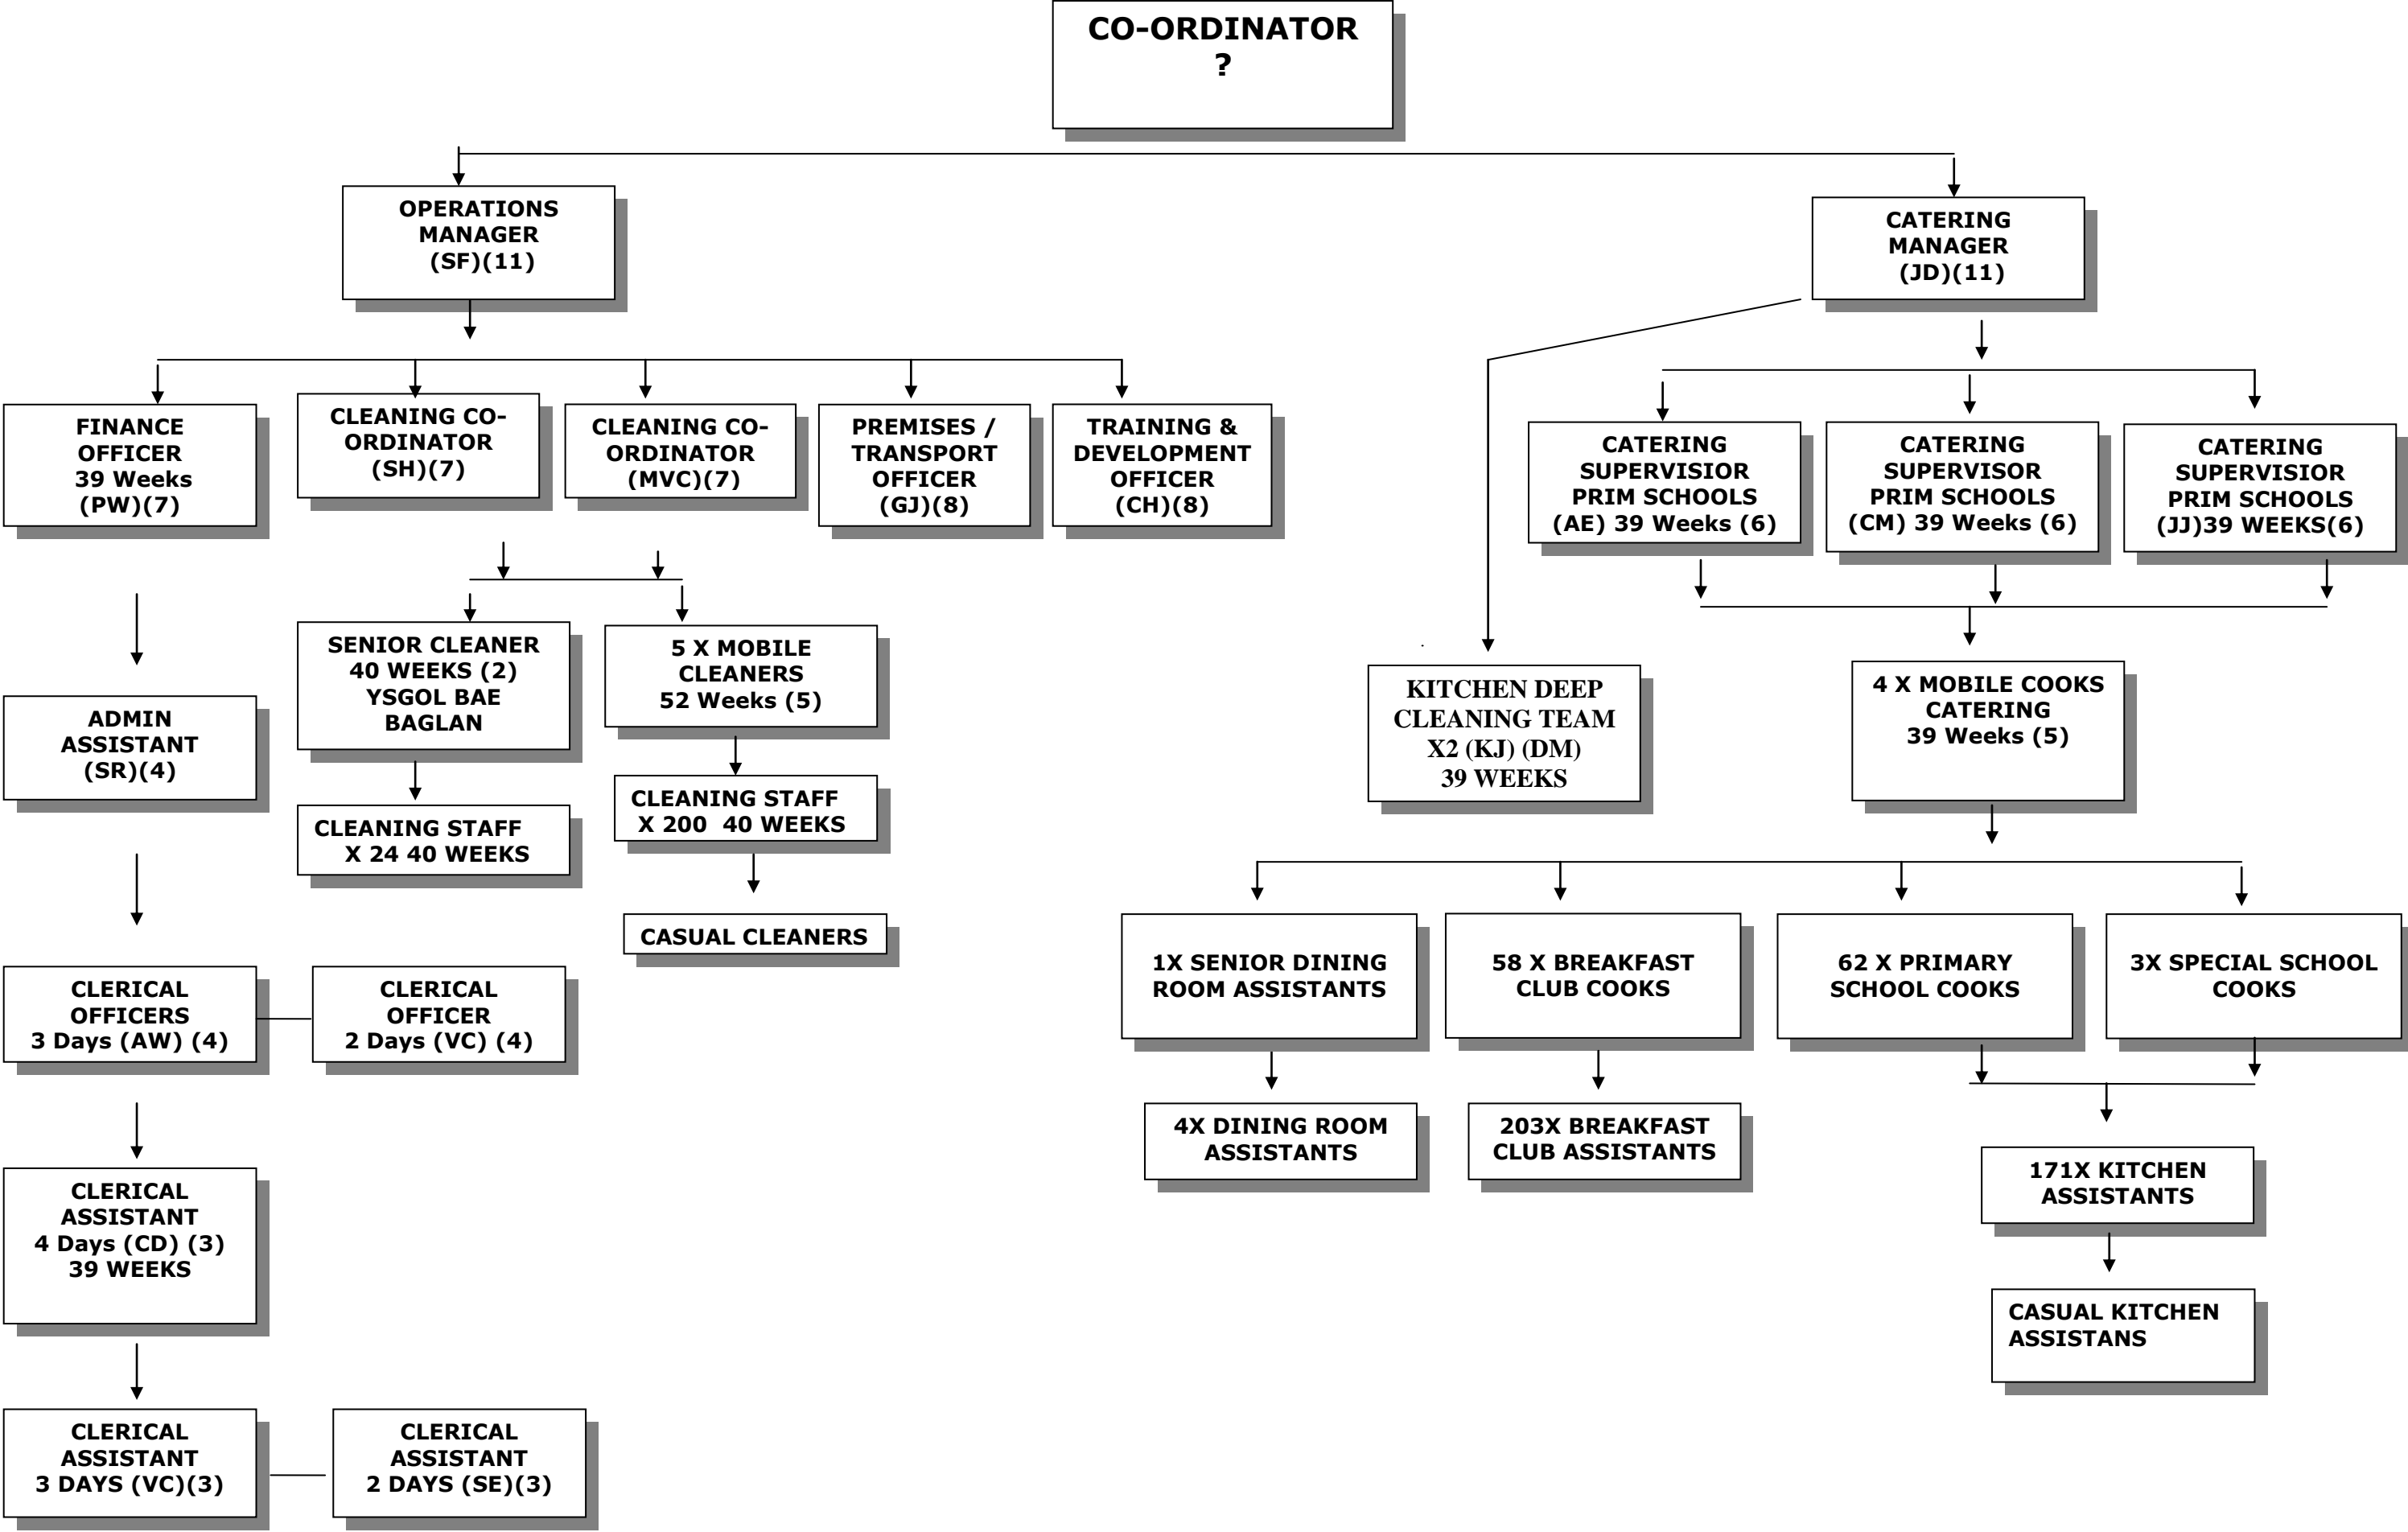 CO-ORDINATOR
?
OPERATIONS
MANAGER
(SF)(11)
CATERING
MANAGER
(JD)(11)
FINANCE
OFFICER
39 Weeks
(PW)(7)
CLEANING CO-
ORDINATOR
(SH)(7)
CLEANING CO-
ORDINATOR
(MVC)(7)
PREMISES /
TRANSPORT
OFFICER
(GJ)(8)
TRAINING &
DEVELOPMENT
OFFICER
(CH)(8)
CATERING
SUPERVISIOR
PRIM SCHOOLS
(AE) 39 Weeks (6)
CATERING
SUPERVISOR
PRIM SCHOOLS
(CM) 39 Weeks (6)
CATERING
SUPERVISIOR
PRIM SCHOOLS
(JJ)39 WEEKS(6)
SENIOR CLEANER
40 WEEKS (2)
YSGOL BAE
BAGLAN
5 X MOBILE
CLEANERS
52 Weeks (5)
KITCHEN DEEP
CLEANING TEAM
X2 (KJ) (DM)
39 WEEKS
4 X MOBILE COOKS
CATERING
39 Weeks (5)
ADMIN
ASSISTANT
(SR)(4)
CLEANING STAFF
X 24 40 WEEKS
CLEANING STAFF
X 200 40 WEEKS
CASUAL CLEANERS
1X SENIOR DINING
ROOM ASSISTANTS
58 X BREAKFAST
CLUB COOKS
62 X PRIMARY
SCHOOL COOKS
3X SPECIAL SCHOOL
COOKS
CLERICAL
OFFICERS
3 Days (AW) (4)
CLERICAL
OFFICER
2 Days (VC) (4)
4X DINING ROOM
ASSISTANTS
203X BREAKFAST
CLUB ASSISTANTS
171X KITCHEN
ASSISTANTS
CLERICAL
ASSISTANT
4 Days (CD) (3)
39 WEEKS
CASUAL KITCHEN
ASSISTANS
CLERICAL
ASSISTANT
3 DAYS (VC)(3)
CLERICAL
ASSISTANT
2 DAYS (SE)(3)